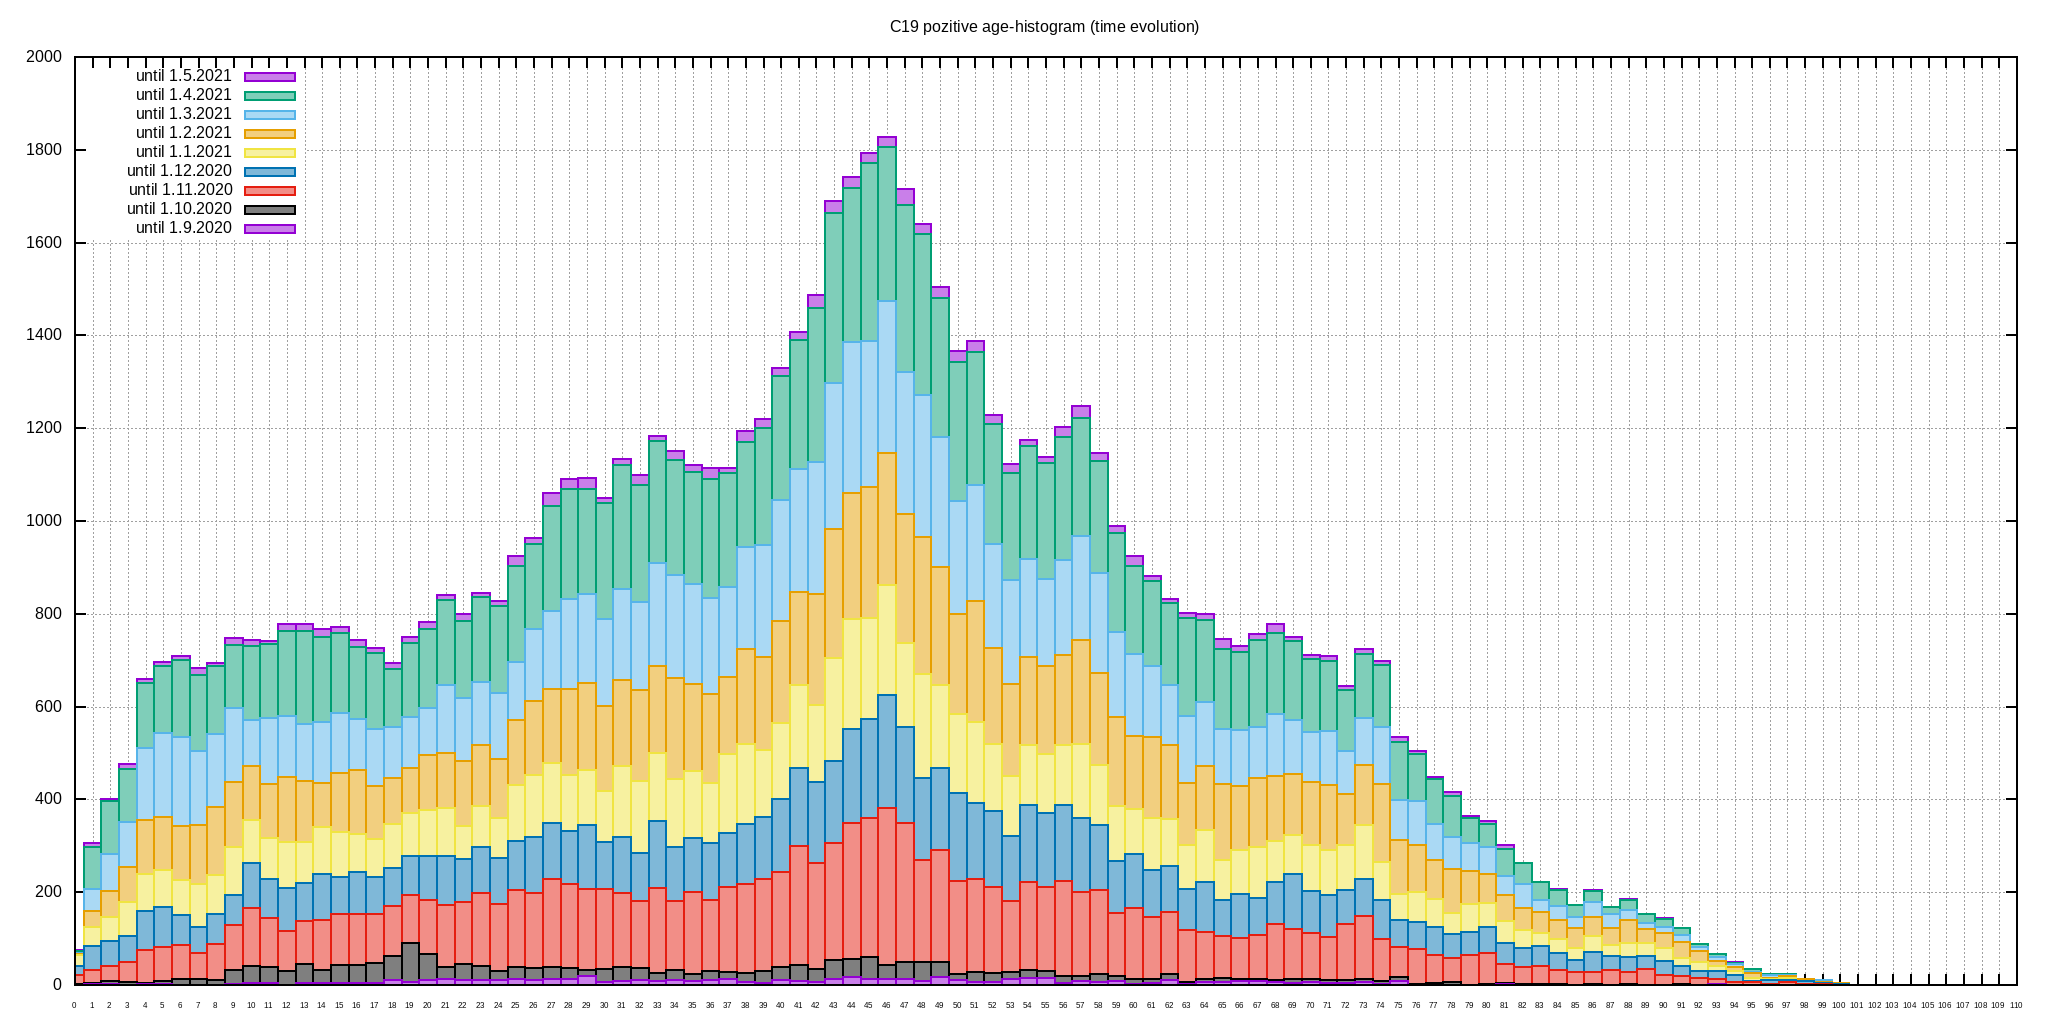 C19 pozitive age-histogram (time evolution)
2000
1800
1600
1400
1200
1000
800
600
400
200
0
until 1.5.2021
until 1.4.2021
until 1.3.2021
until 1.2.2021
until 1.1.2021
until 1.12.2020
until 1.11.2020
until 1.10.2020
until 1.9.2020
0 1 2 3 4 5 6 7 8 9 10 11 12 13 14 15 16 17 18 19 20 21 22 23 24 25 26 27 28 29 30 31 32 33 34 35 36 37 38 39 40 41 42 43 44 45 46 47 48 49 50 51 52 53 54 55 56 57 58 59 60 61 62 63 64 65 66 67 68 69 70 71 72 73 74 75 76 77 78 79 80 81 82 83 84 85 86 87 88 89 90 91 92 93 94 95 96 97 98 99 100 101 102 103 104 105 106 107 108 109 110